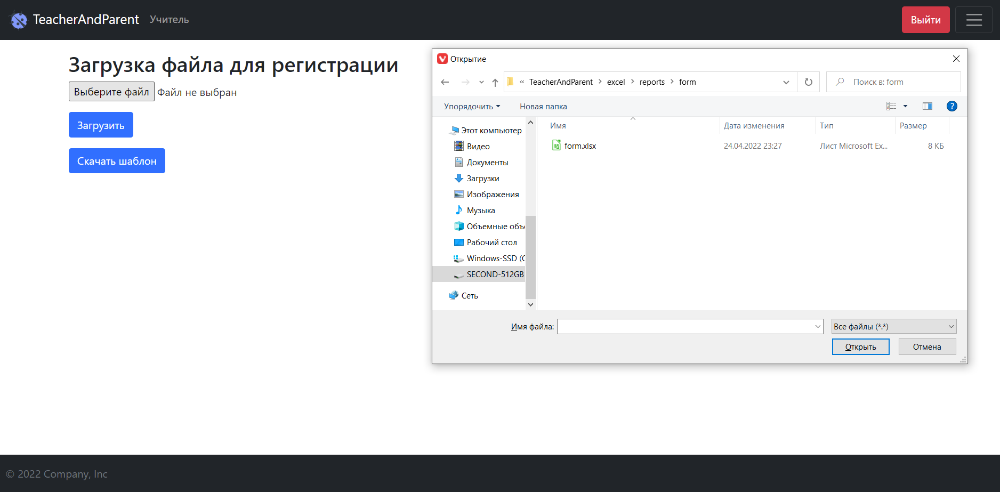 TeacherAndParent Учитель Выйти
Загрузка файла для регистрации
Выберите файл Файл не выбран
Загрузить
Скачать шаблон
Открытие
« TeacherAndParent › excel › reports › form
Поиск в: form
Упорядочить Новая папка
Этот компьютер
Видео
Документы
Загрузки
Изображения
Музыка
Объемные объе
Рабочий стол
Windows-SSD (C
SECOND-512GB
Сеть
Имя Дата изменения Тип Размер
form.xlsx 24.04.2022 23:27 Лист Microsoft Ex... 8 КБ
Имя файла: Все файлы (*.*)
Открыть Отмена
© 2022 Company, Inc